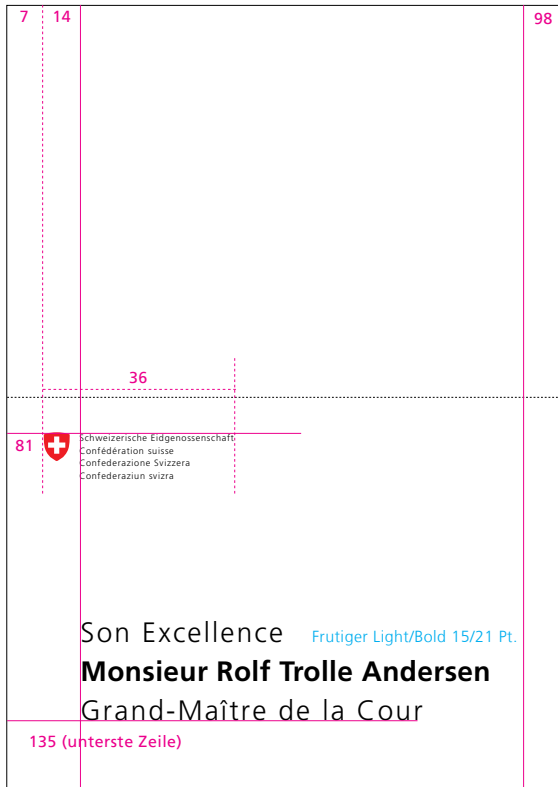 7 14 98
36
81
Schweizerische Eidgenossenschaft
Confédération suisse
Confederazione Svizzera
Confederaziun svizra
Son Excellence Frutiger Light/Bold 15/21 Pt.
Monsieur Rolf Trolle Andersen
Grand-Maître de la Cour
135 (unterste Zeile)